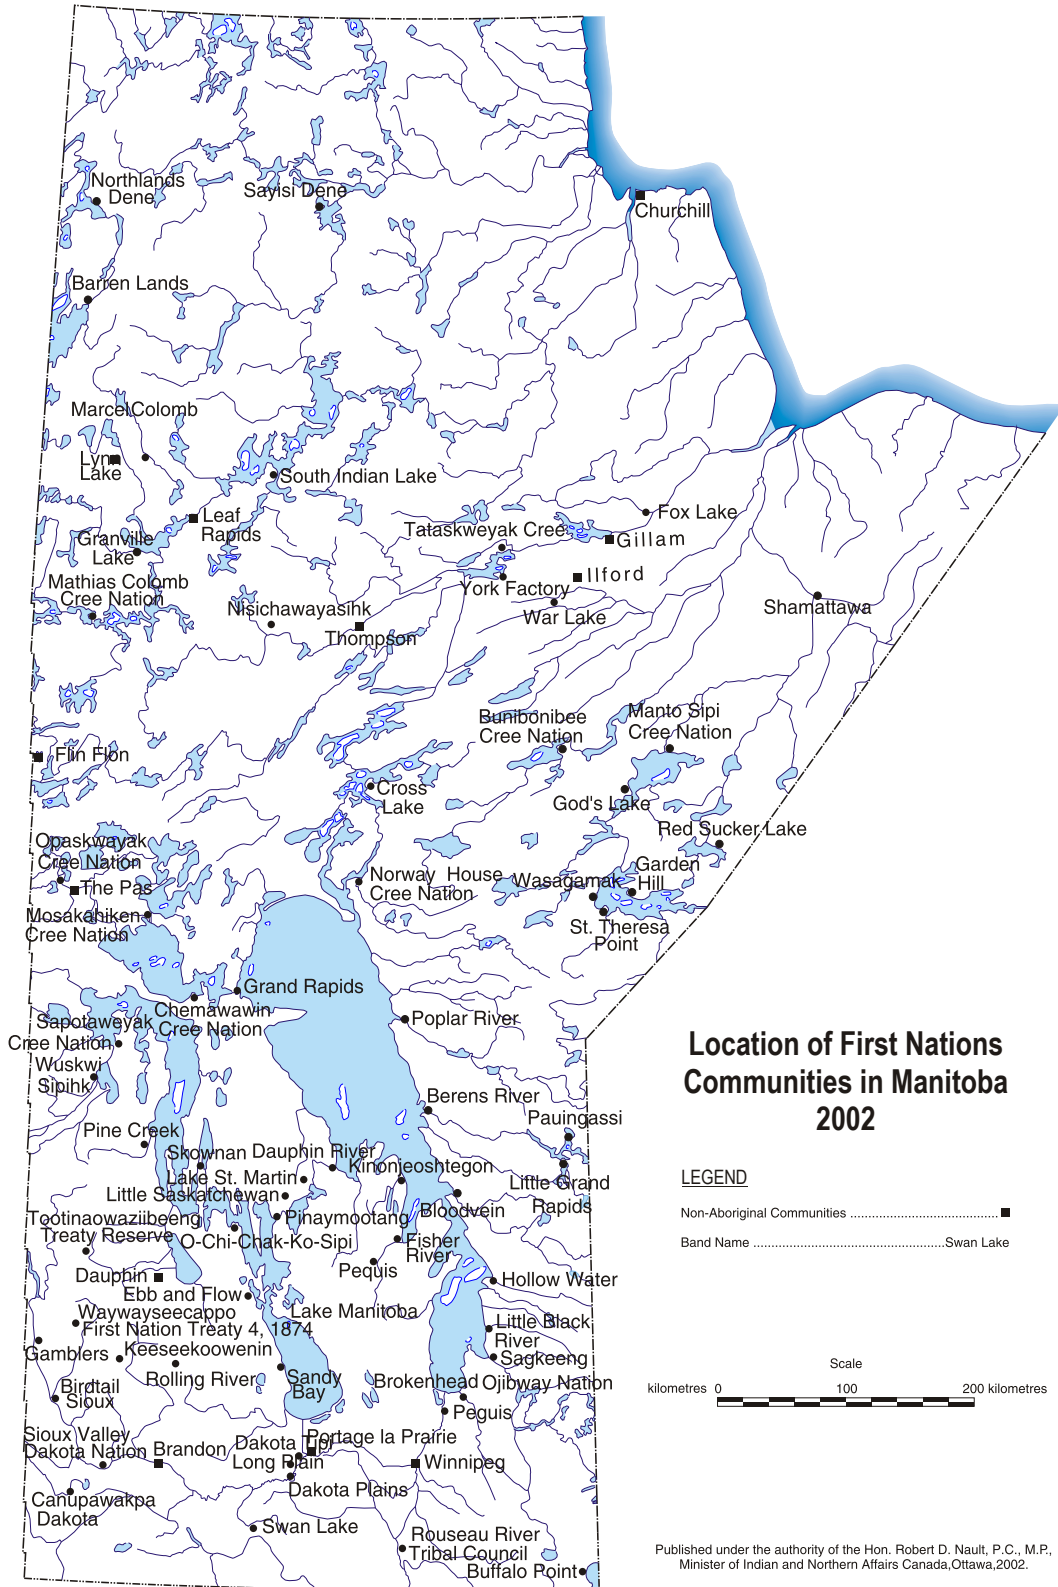 Northlands
Dene
Sayisi Dene
Churchill
Barren Lands
MarcelColomb
Lynn
Lake
South Indian Lake
Leaf
Rapids
Fox Lake
Tataskweyak Cree
Gillam
Granville
Lake
Ilford
Mathias Colomb
Cree Nation
York Factory
Nisichawayasihk
War Lake
Shamattawa
Thompson
Bunibonibee
Cree Nation
Manto Sipi
Cree Nation
Flin Flon
Cross
Lake
God's Lake
Red Sucker Lake
Opaskwayak
Cree Nation
The Pas
Norway House
Cree Nation
Wasagamak
Garden
Hill
Mosakahiken
Cree Nation
St. Theresa
Point
Grand Rapids
Chemawawin
Cree Nation
Poplar River
Sapotaweyak
Cree Nation
Wuskwi
Sipihk
Location of First Nations
Communities in Manitoba
2002
Berens River
Pauingassi
Pine Creek
Skownan
Dauphin River
Kinonjeoshtegon
Lake St. Martin
Little Grand
Rapids
Little Saskatchewan
Bloodvein
LEGEND
Non-Aboriginal Communities ........................................
Band Name ....................................................Swan Lake
Tootinaowaziibeeng
Treaty Reserve
Pinaymootang
O-Chi-Chak-Ko-Sipi
Fisher
River
Pequis
Dauphin
Hollow Water
Ebb and Flow
Lake Manitoba
Waywayseecappo
First Nation Treaty 4, 1874
Little Black
River
Gamblers
Keeseekoowenin
Sagkeeng
Rolling River
Sandy
Bay
Brokenhead Ojibway Nation
Birdtail
Sioux
Peguis
Scale
kilometres 0 100 200 kilometres
Sioux Valley
Dakota Nation
Brandon
Dakota Tipi
Portage la Prairie
Long Plain
Winnipeg
Dakota Plains
Canupawakpa
Dakota
Swan Lake
Rouseau River
Tribal Council
Buffalo Point
Published under the authority of the Hon. Robert D. Nault, P.C., M.P.,
Minister of Indian and Northern Affairs Canada,Ottawa,2002.